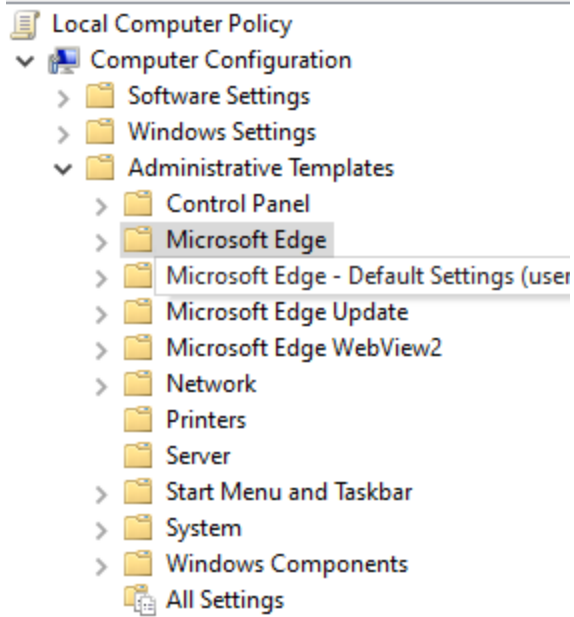 Local Computer Policy
Computer Configuration
Software Settings
Windows Settings
Administrative Templates
Control Panel
Microsoft Edge
Microsoft Edge - Default Settings (user
Microsoft Edge Update
Microsoft Edge WebView2
Network
Printers
Server
Start Menu and Taskbar
System
Windows Components
All Settings